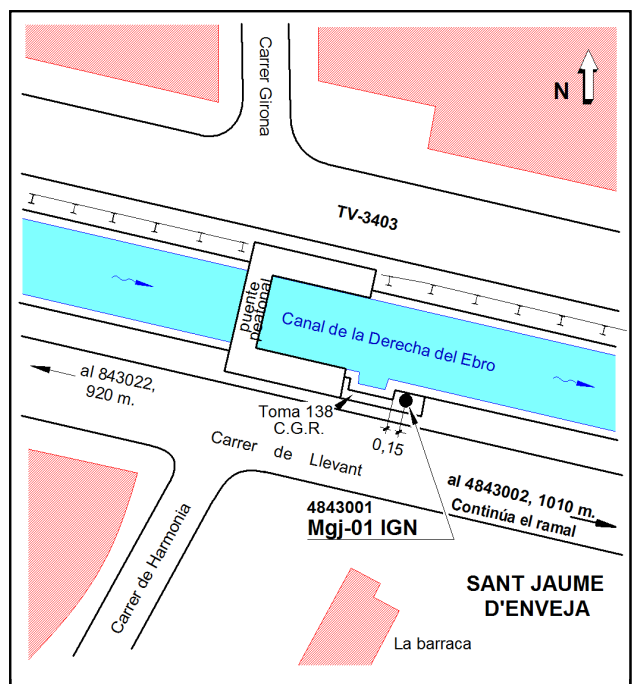 Carrer Girona
N
TV-3403
puente
peatonal
Canal de la Derecha del Ebro
al 843022,
920 m.
Toma 138
C.G.R.
0,15
Carrer de Llevant
al 4843002, 1010 m.
Continúa el ramal
4843001
Mgj-01 IGN
Carrer de Harmonia
SANT JAUME
D'ENVEJA
La barraca